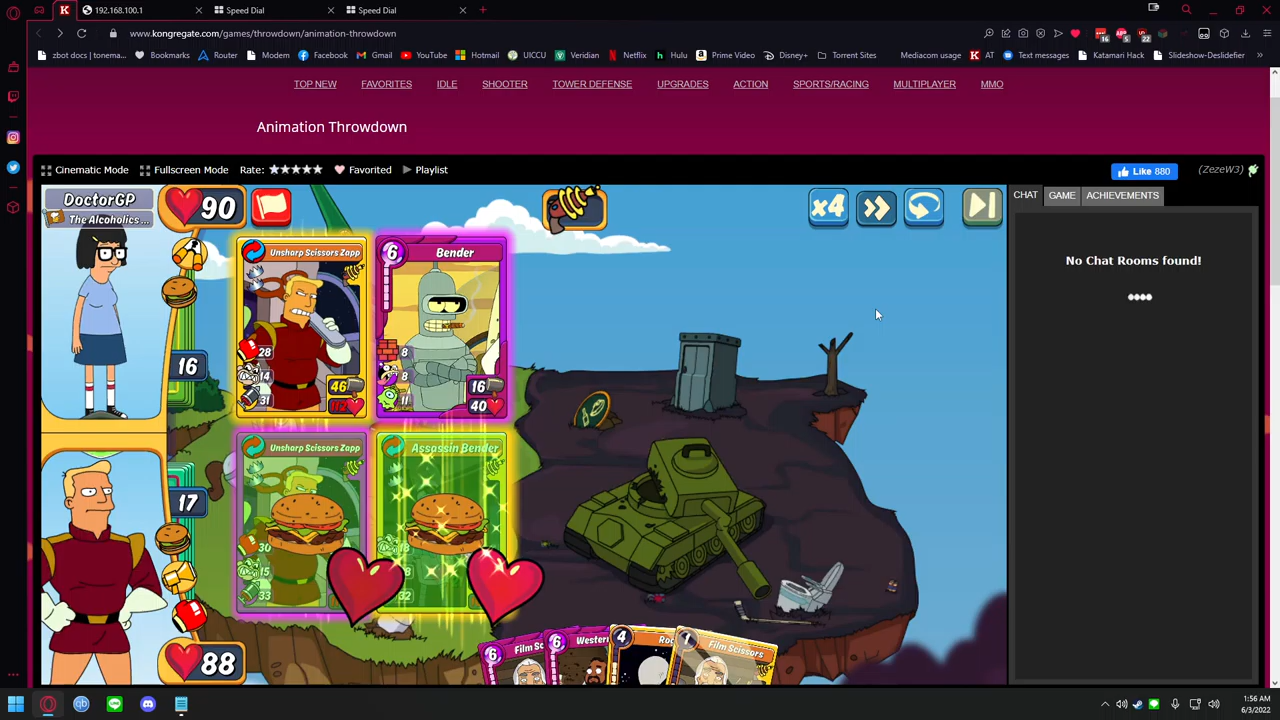 192.168.100.1
Speed Dial
Speed Dial
www.kongregate.com/games/throwdown/animation-throwdown
zbot docs (tonema...
Bookmarks
Router
Modem
Facebook
Gmail
YouTube
Hotmail
UICCU
Veridian
Netflix
Hulu
Prime Video
Disney+
Torrent Sites
Mediacom usage
AT
Text messages
Katamari Hack
Slideshow-Deslidefier
TOP NEW
FAVORITES
IDLE
SHOOTER
TOWER DEFENSE
UPGRADES
ACTION
SPORTS/RACING
MULTIPLAYER
MMO
Animation Throwdown
Cinematic Mode
Fullscreen Mode
Rate:
Favorited
Playlist
Like 880
(ZezeW3)
DoctorGP
The Alcoholics ...
90
x4
CHAT
GAME
ACHIEVEMENTS
No Chat Rooms found!
Unsharp Scissors Zapp
28
14
31
46
112
6
Bender
8
8
11
16
40
16
Unsharp Scissors Zapp
30
15
33
Assassin Bender
32
17
88
6
Film Sc
6
Western
4
Ro
1
Film Scissors
1:56 AM
6/3/2022